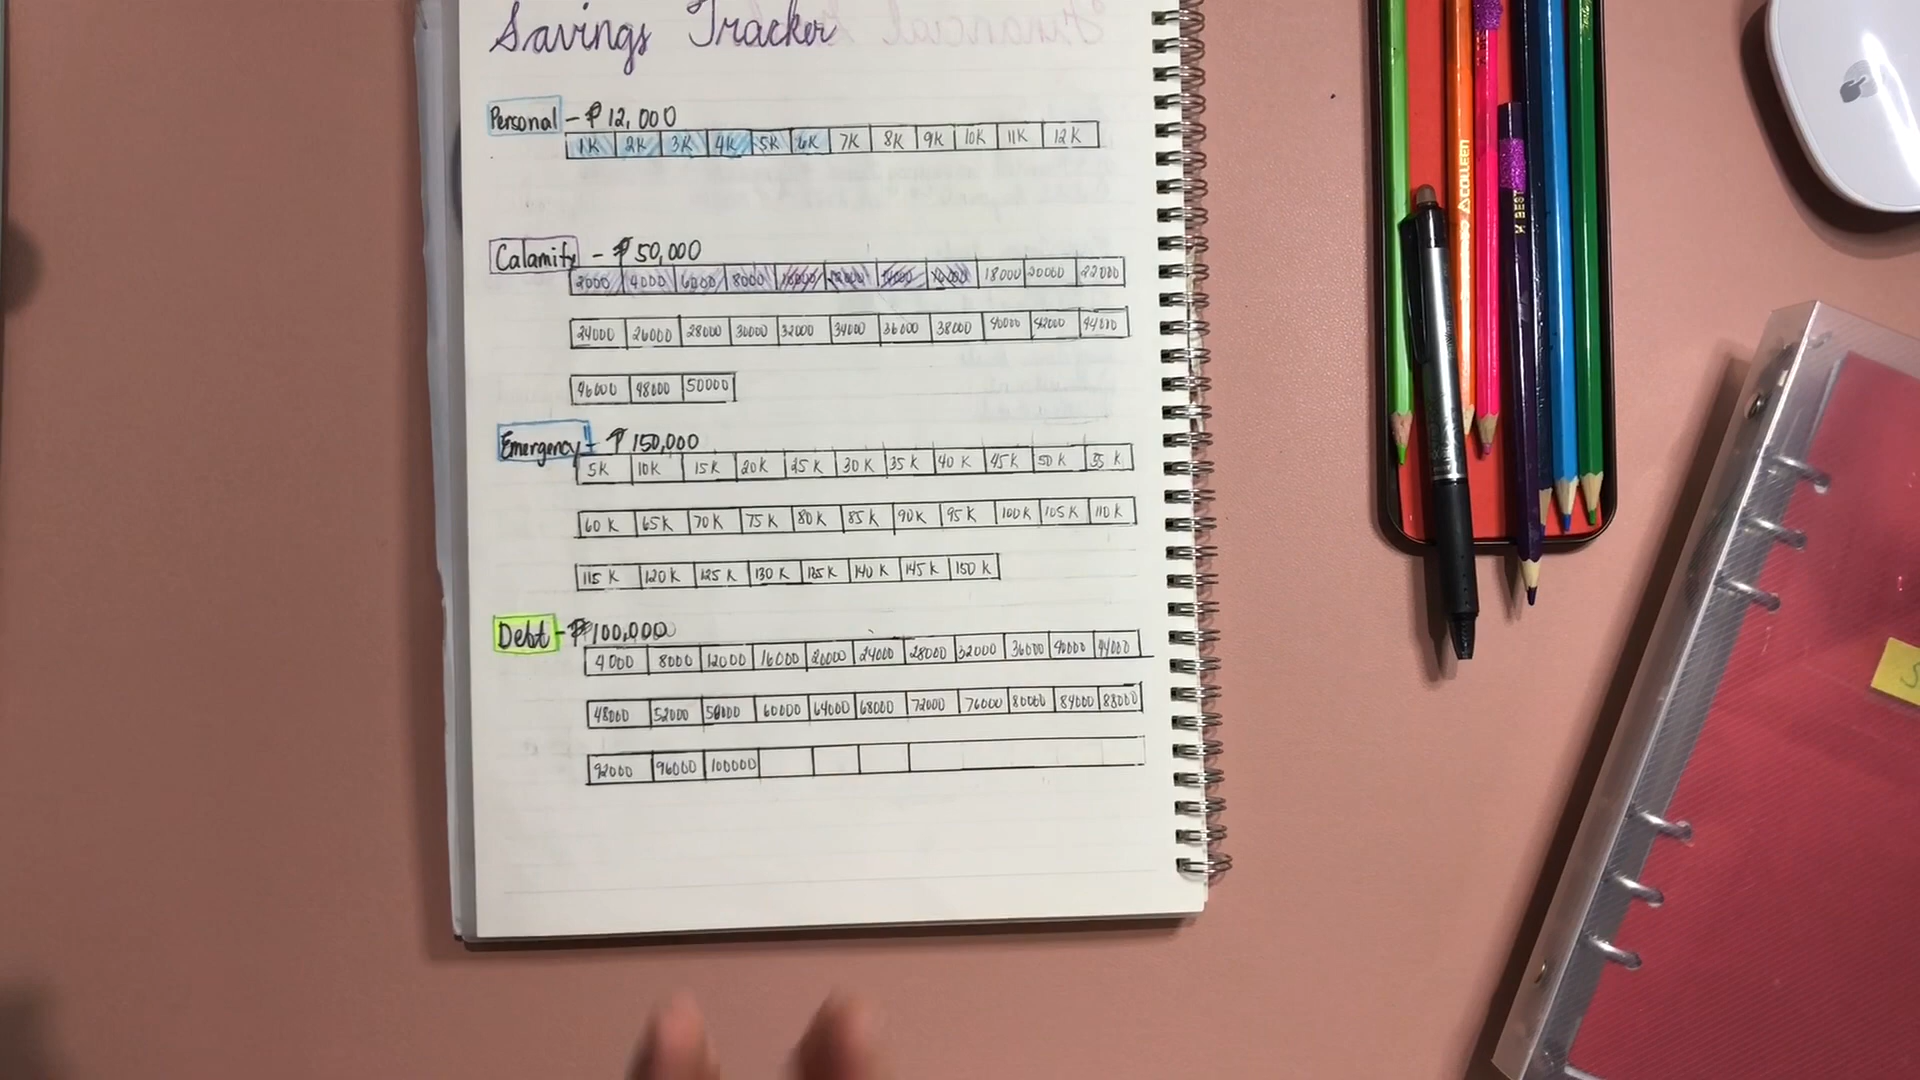 Savings Tracker
Personal - ₱ 12,000
1K 2K 3K 4K 5K 6K 7K 8K 9K 10K 11K 12K
Calamity - ₱ 50,000
2000 4000 6000 8000 10000 12000 14000 16000 18000 20000 22000
24000 26000 28000 30000 32000 34000 36000 38000 40000 42000 44000
46000 48000 50000
Emergency - ₱ 150,000
5K 10K 15K 20K 25K 30K 35K 40K 45K 50K 55K
60K 65K 70K 75K 80K 85K 90K 95K 100K 105K 110K
115K 120K 125K 130K 135K 140K 145K 150K
Debt - ₱100,000
4000 8000 12000 16000 20000 24000 28000 32000 36000 40000 44000
48000 52000 56000 60000 64000 68000 72000 76000 80000 84000 88000
92000 96000 100000
COLLEEN